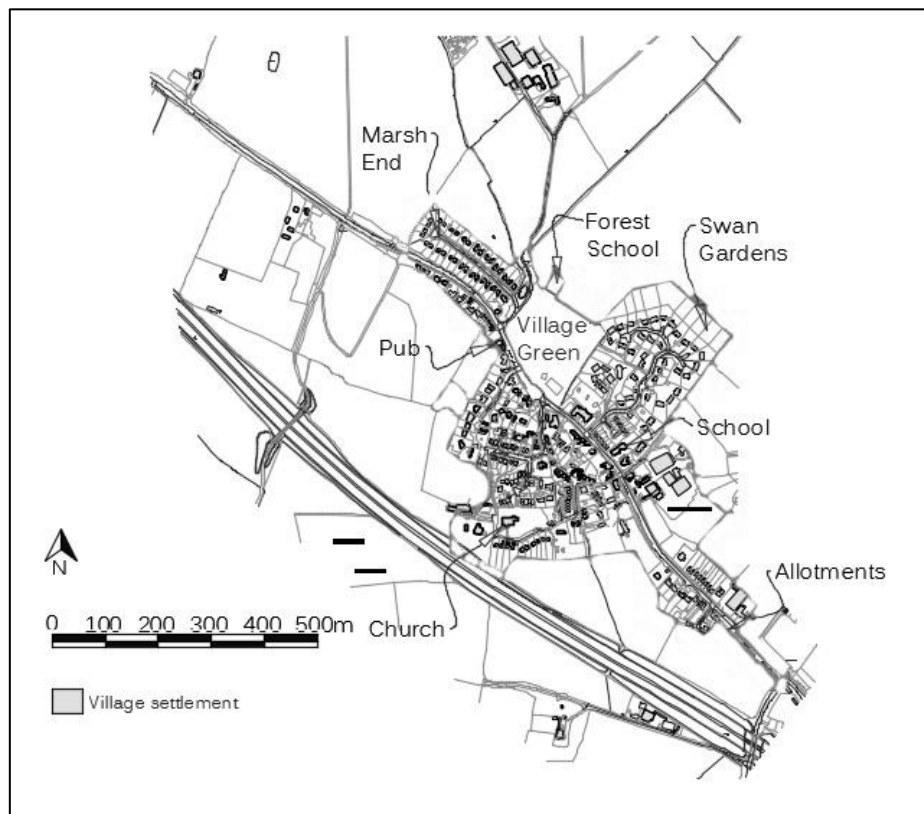 Marsh
End
Forest
School
Swan
Gardens
Village
Green
Pub
School
N
Allotments
0 100 200 300 400 500m
Church
Village settlement